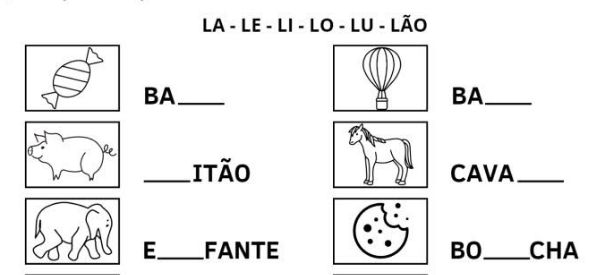 LA - LE - LI - LO - LU - LÃO
BA____ BA____
____ITÃO CAVA____
E____FANTE BO____CHA